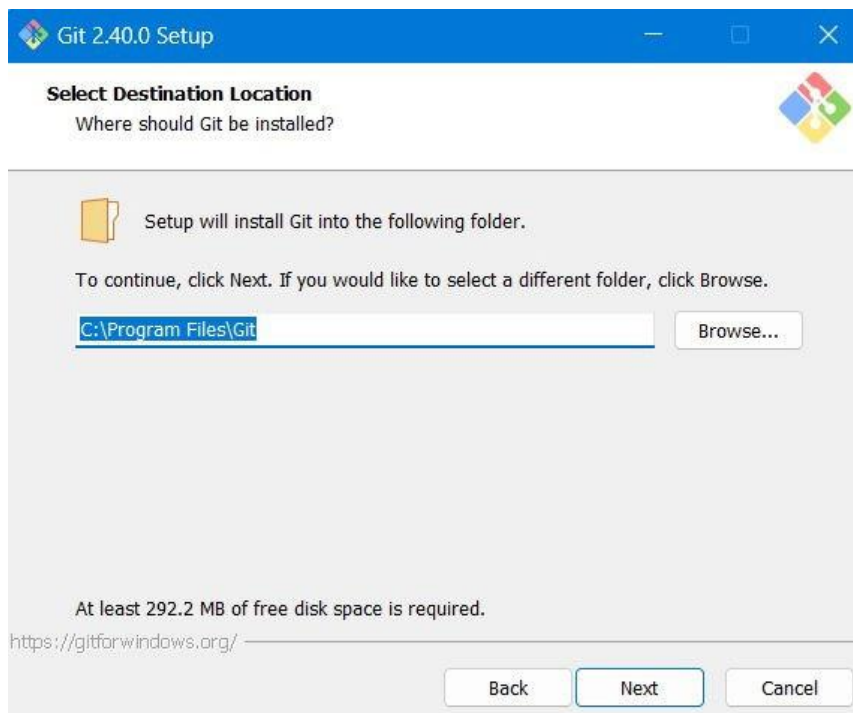 Git 2.40.0 Setup
Select Destination Location
Where should Git be installed?
Setup will install Git into the following folder.
To continue, click Next. If you would like to select a different folder, click Browse.
C:\Program Files\Git
Browse...
At least 292.2 MB of free disk space is required.
https://gitforwindows.org/
Back Next Cancel